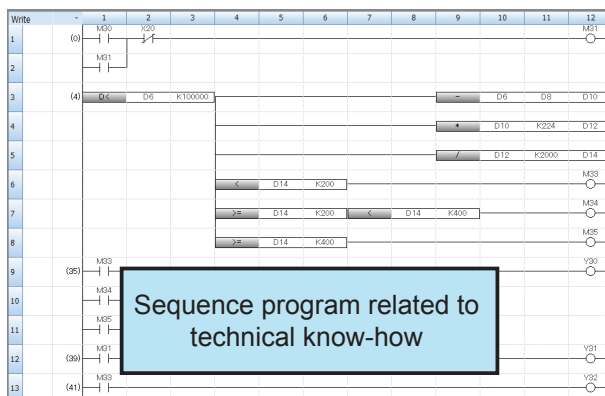 Write 1 2 3 4 5 6 7 8 9 10 11 12
M30 X20 M31
1 (0)
M31
2
3 (4) D< D6 K100000 - D6 D8 D10
4 * D10 K224 D12
5 / D12 K2000 D14
M33
6 < D14 K200
M34
7 >= D14 K200 < D14 K400
M35
8 >= D14 K400
M33 Y30
9 (35)
M34
10
M35
11
M31 Y31
12 (39)
M33 Y32
13 (41)
Sequence program related to
technical know-how